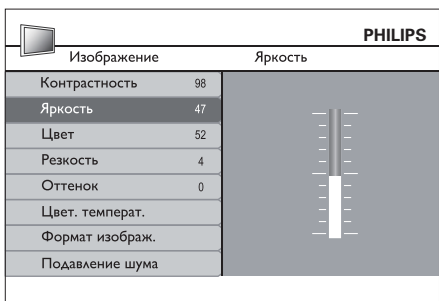 PHILIPS
Изображение Яркость
Контрастность 98
Яркость 47
Цвет 52
Резкость 4
Оттенок 0
Цвет. температ.
Формат изображ.
Подавление шума